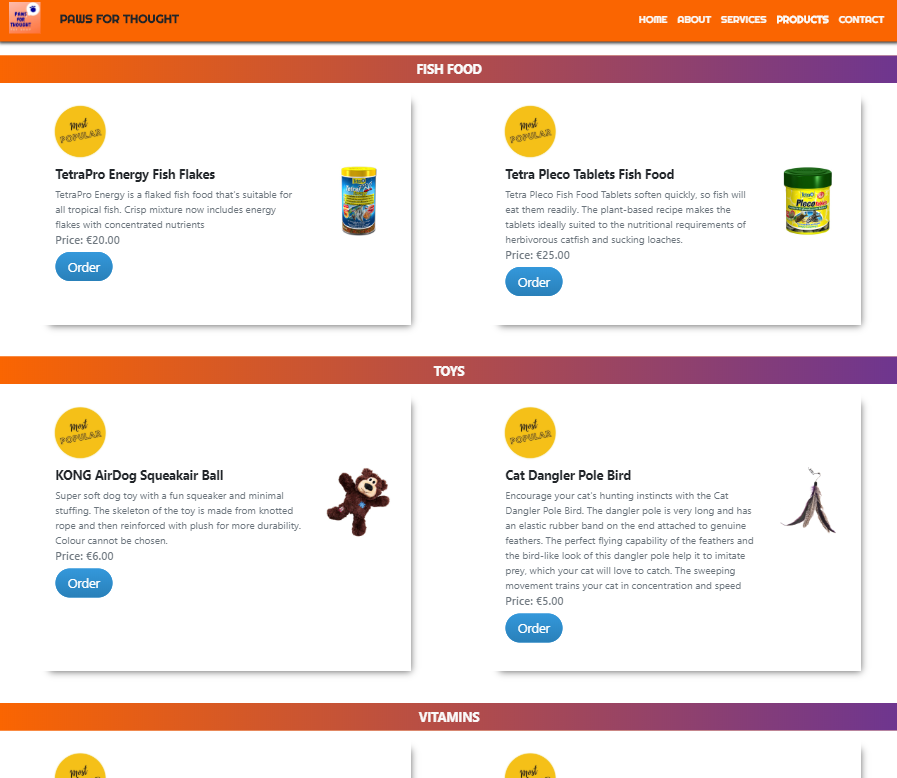 PAWS
FOR
THOUGHT
PAWS FOR THOUGHT
HOME ABOUT SERVICES PRODUCTS CONTACT
FISH FOOD
Most
POPULAR
TetraPro Energy Fish Flakes
TetraPro Energy is a flaked fish food that's suitable for
all tropical fish. Crisp mixture now includes energy
flakes with concentrated nutrients
Price: €20.00
Order
Most
POPULAR
Tetra Pleco Tablets Fish Food
Tetra Pleco Fish Food Tablets soften quickly, so fish will
eat them readily. The plant-based recipe makes the
tablets ideally suited to the nutritional requirements of
herbivorous catfish and sucking loaches.
Price: €25.00
Order
Tetra
Pleco
TOYS
Most
POPULAR
KONG AirDog Squeakair Ball
Super soft dog toy with a fun squeaker and minimal
stuffing. The skeleton of the toy is made from knotted
rope and then reinforced with plush for more durability.
Colour cannot be chosen.
Price: €6.00
Order
Most
POPULAR
Cat Dangler Pole Bird
Encourage your cat's hunting instincts with the Cat
Dangler Pole Bird. The dangler pole is very long and has
an elastic rubber band on the end attached to genuine
feathers. The perfect flying capability of the feathers and
the bird-like look of this dangler pole help it to imitate
prey, which your cat will love to catch. The sweeping
movement trains your cat in concentration and speed
Price: €5.00
Order
VITAMINS
Most
Most